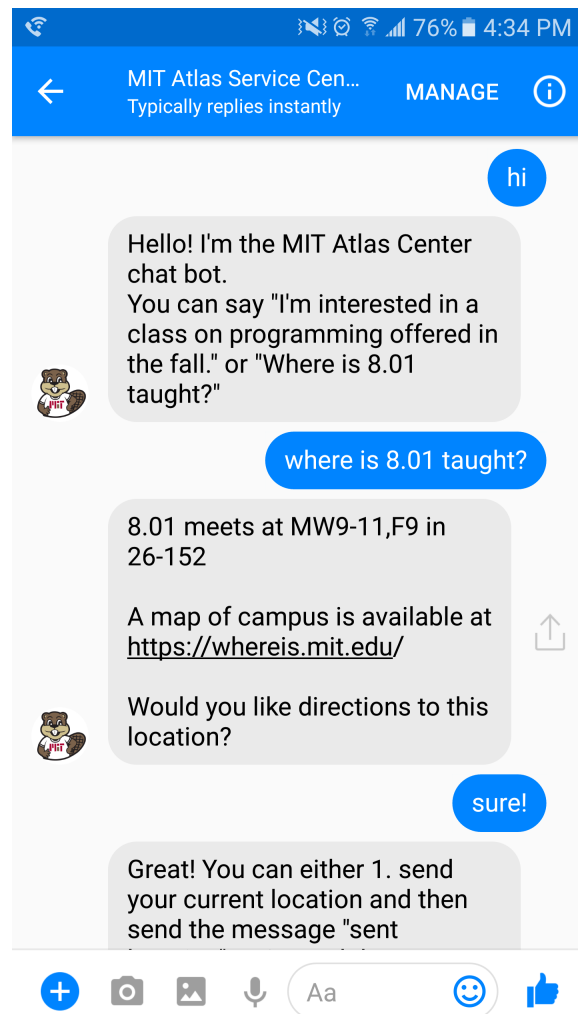 76% 4:34 PM
MIT Atlas Service Cen...
Typically replies instantly
MANAGE
hi
Hello! I'm the MIT Atlas Center
chat bot.
You can say "I'm interested in a
class on programming offered in
the fall." or "Where is 8.01
taught?"
MIT
where is 8.01 taught?
8.01 meets at MW9-11,F9 in
26-152
A map of campus is available at
https://whereis.mit.edu/
Would you like directions to this
location?
MIT
sure!
Great! You can either 1. send
your current location and then
send the message "sent
Aa